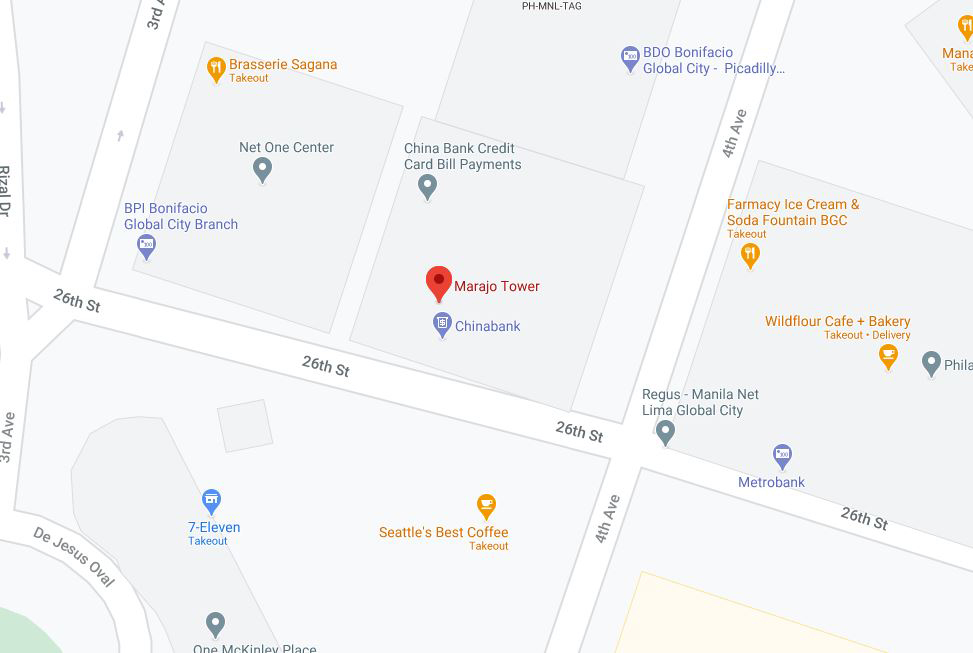 PH-MNL-TAG
3rd A
BDO Bonifacio
Global City - Picadilly...
Mana
Take
Brasserie Sagana
Takeout
4th Ave
Net One Center
China Bank Credit
Card Bill Payments
Rizal Dr
BPI Bonifacio
Global City Branch
Farmacy Ice Cream &
Soda Fountain BGC
Takeout
Marajo Tower
26th St
Chinabank
Wildflour Cafe + Bakery
Takeout • Delivery
26th St
Phila
Regus - Manila Net
Lima Global City
3rd Ave
26th St
Metrobank
7-Eleven
Takeout
Seattle's Best Coffee
Takeout
4th Ave
26th St
De Jesus Oval
One McKinley Place